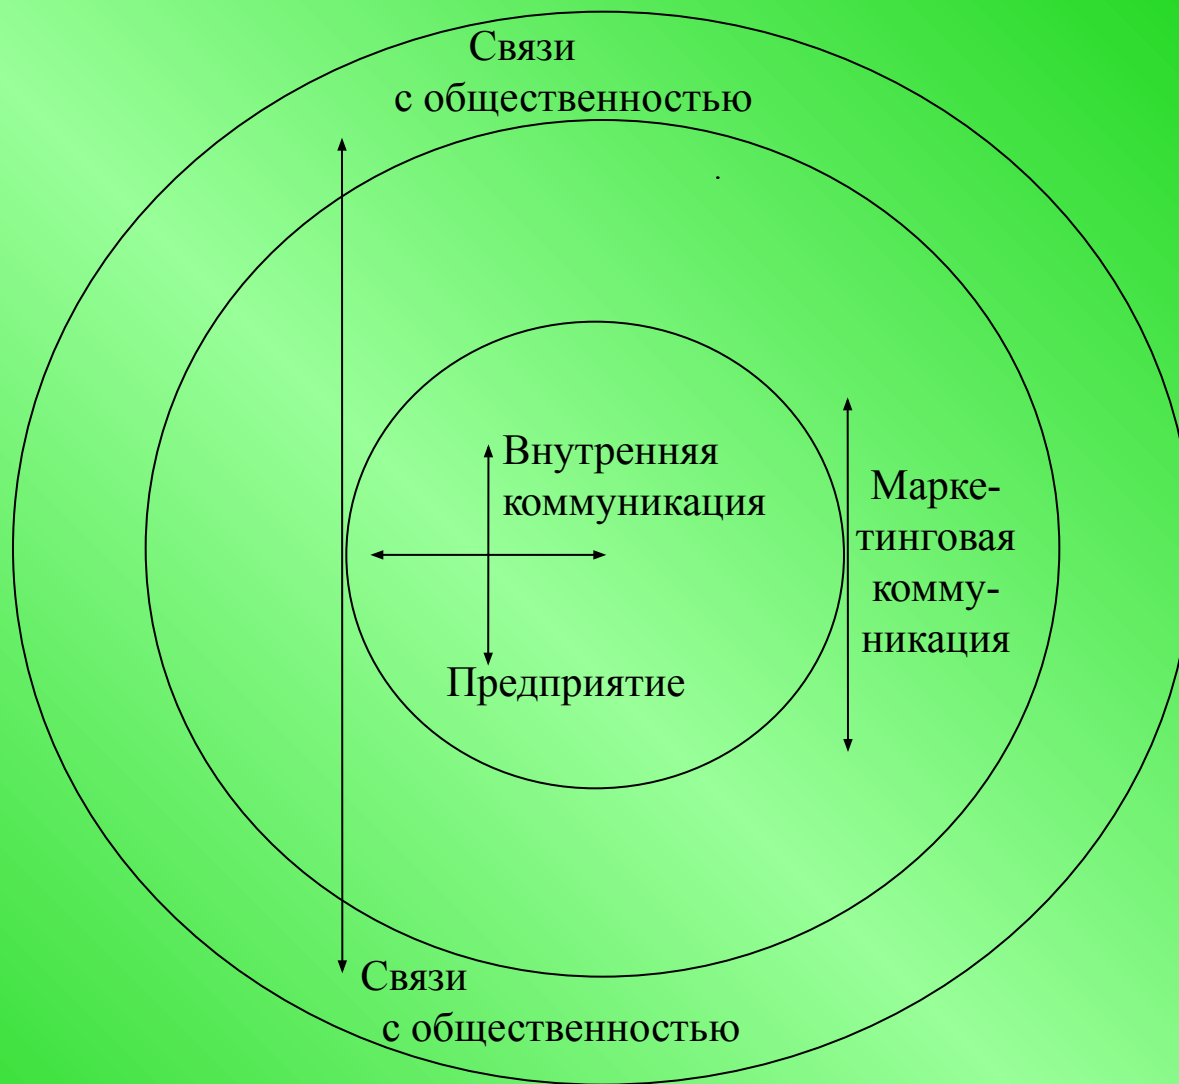 Связи
с общественностью
Внутренняя
коммуникация
Предприятие
Марке-
тинговая
комму-
никация
Связи
с общественностью